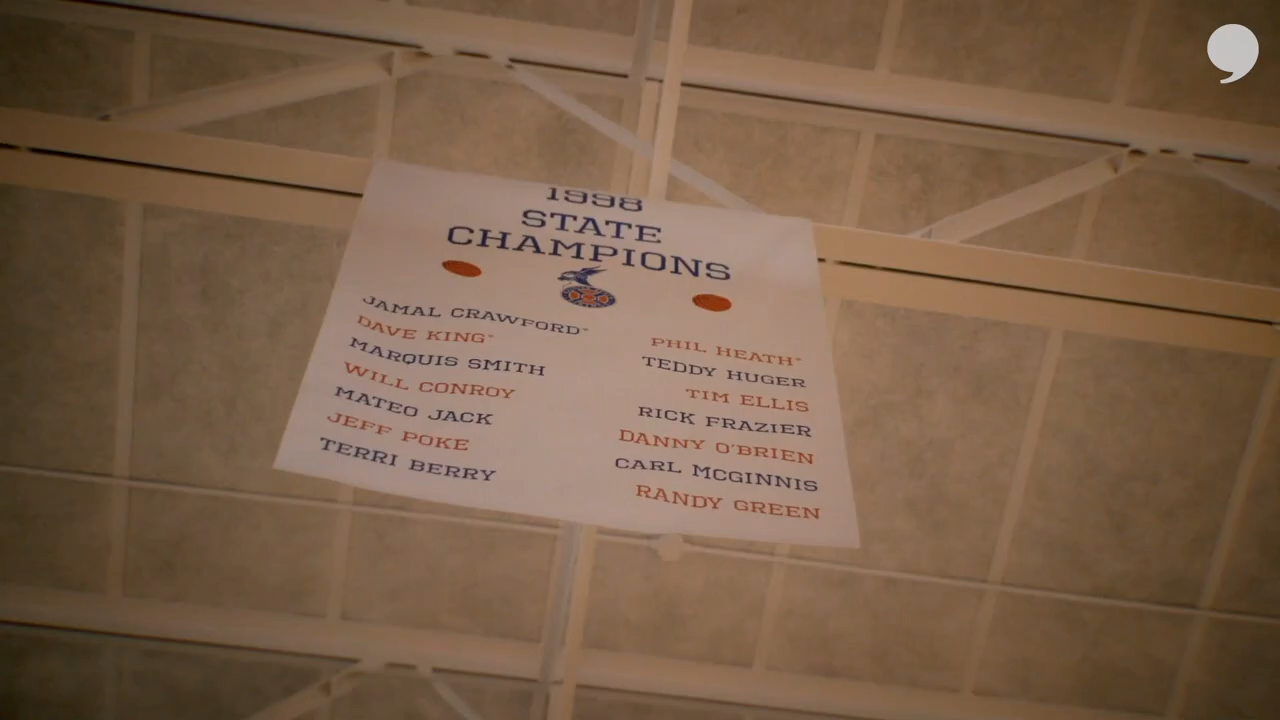 1998
STATE
CHAMPIONS
JAMAL CRAWFORD*
DAVE KING*
MARQUIS SMITH
WILL CONROY
MATEO JACK
JEFF POKE
TERRI BERRY
PHIL HEATH*
TEDDY HUGER
TIM ELLIS
RICK FRAZIER
DANNY O'BRIEN
CARL MCGINNIS
RANDY GREEN